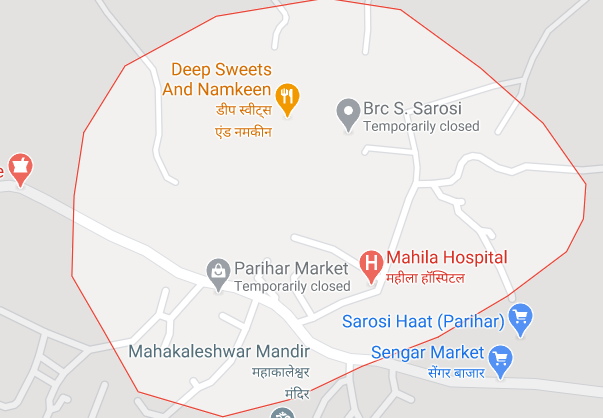 Deep Sweets
And Namkeen
डीप स्वीट्स
एंड नमकीन
Brc S. Sarosi
Temporarily closed
e
Mahila Hospital
महीला हॉस्पिटल
Parihar Market
Temporarily closed
Sarosi Haat (Parihar)
Mahakaleshwar Mandir
महाकालेश्वर
मंदिर
Sengar Market
सेंगर बाजार